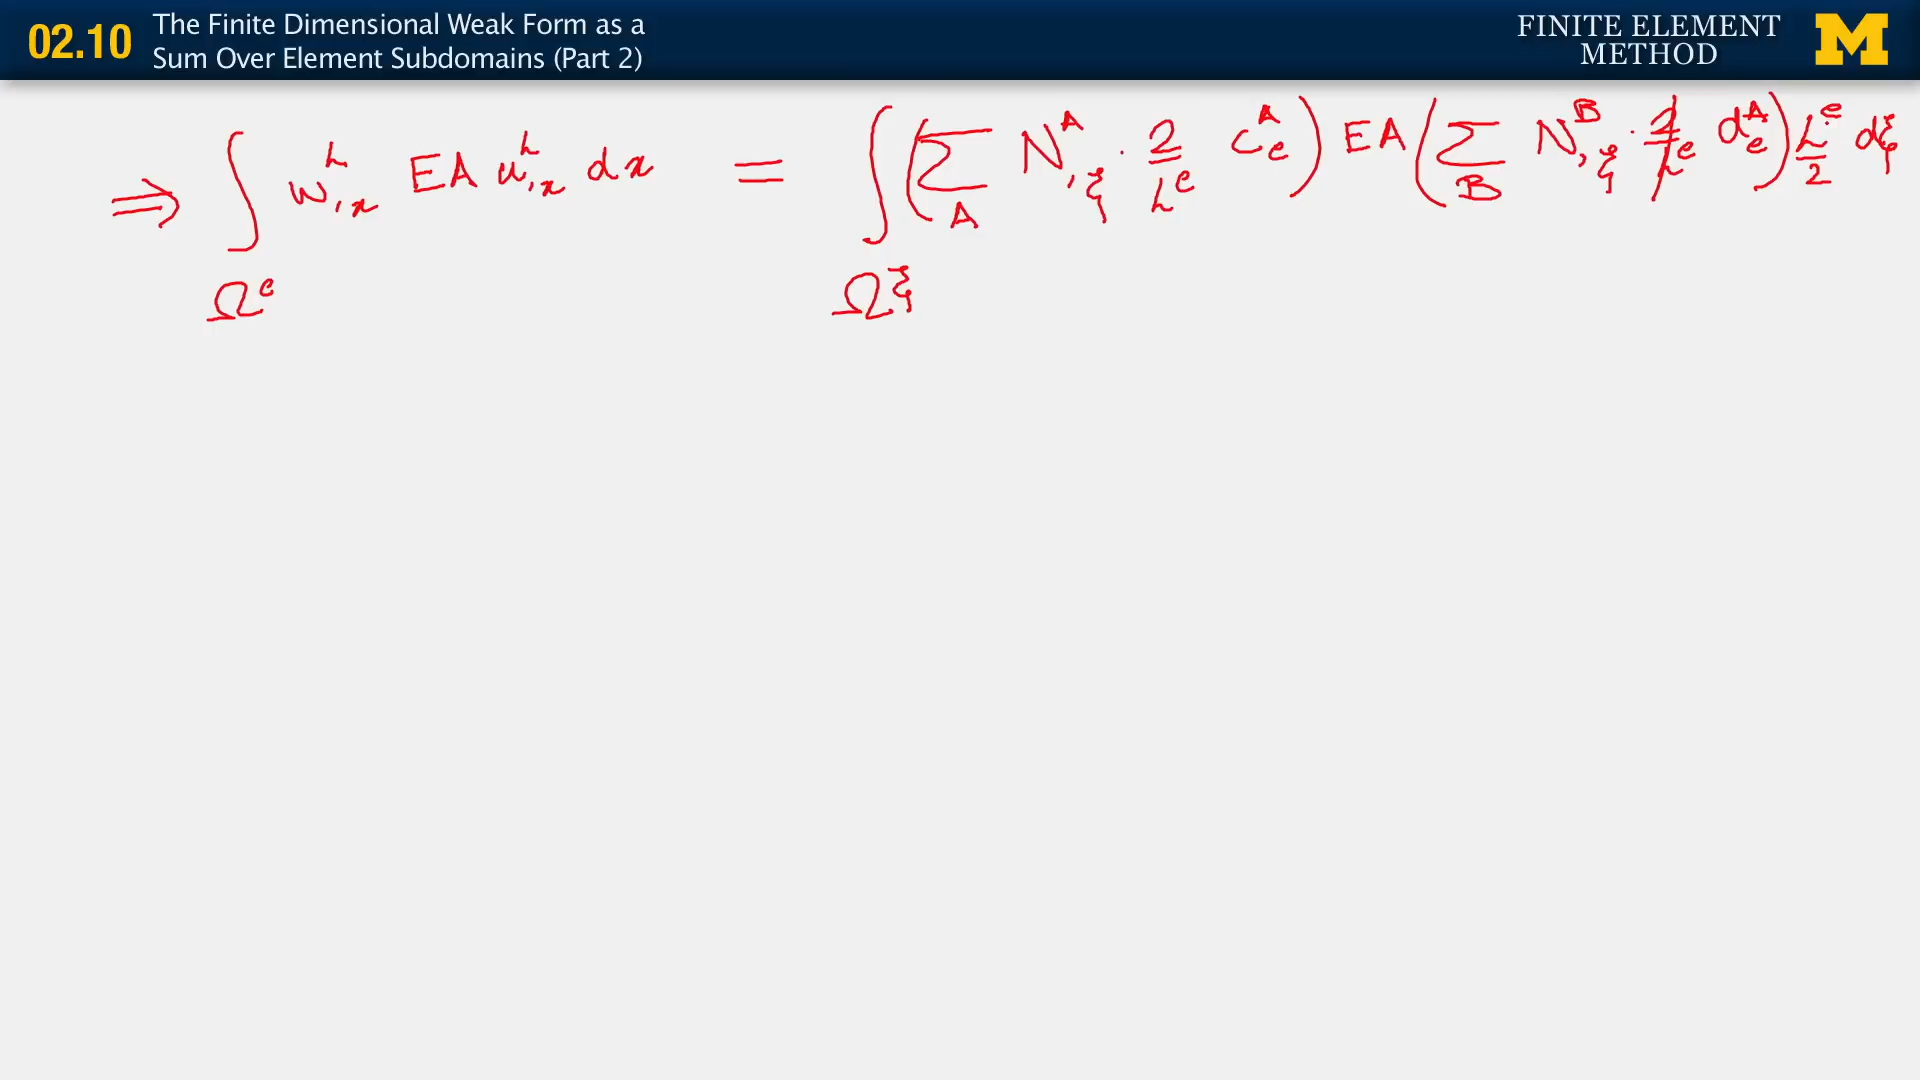 02.10
The Finite Dimensional Weak Form as a
Sum Over Element Subdomains (Part 2)
FINITE ELEMENT
METHOD
M
⇒ ∫_{Ω^e} w^h_{,x} EA u^h_{,x} dx = ∫_{Ω^ξ} (∑_A N^A_{,ξ} · 2/h^e c^A_e) EA (∑_B N^B_{,ξ} · 2/h^e d^A_e) h^e/2 dξ